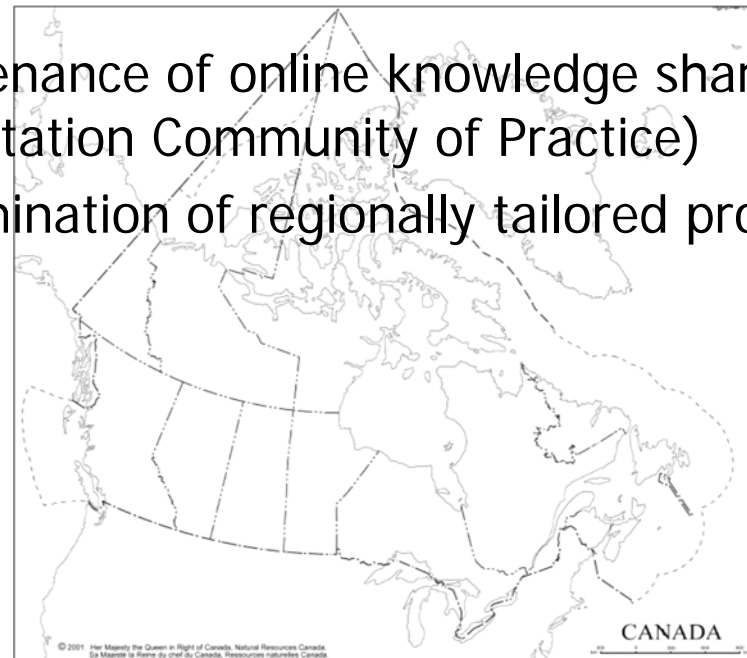 enance of online knowledge shar
tation Community of Practice)
nination of regionally tailored pro
© 2001. Her Majesty the Queen in Right of Canada, Natural Resources Canada.
Sa Majesté la Reine du chef du Canada, Ressources naturelles Canada.
CANADA